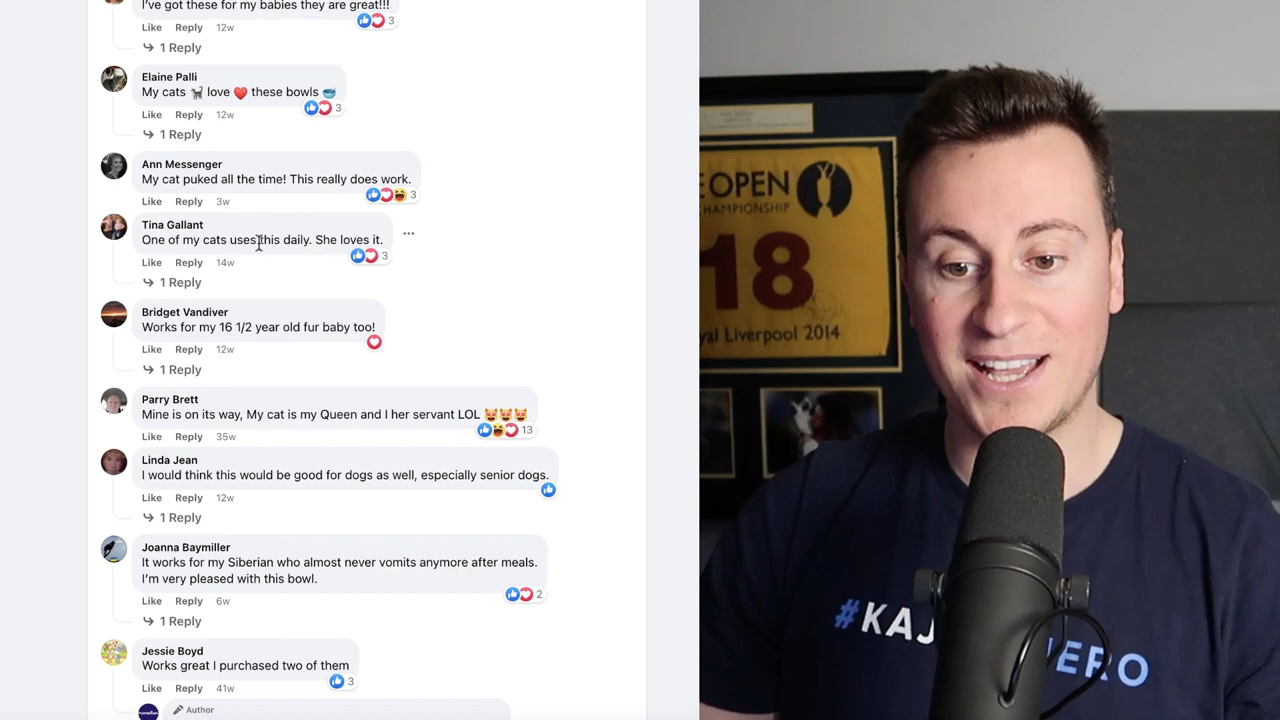 I've got these for my babies they are great!!!
Like Reply 12w
3
1 Reply
Elaine Palli
My cats 🐈‍⬛ love ❤️ these bowls 🥣
3
Like Reply 12w
1 Reply
Ann Messenger
My cat puked all the time! This really does work.
3
Like Reply 3w
Tina Gallant
One of my cats uses this daily. She loves it.
...
3
Like Reply 14w
1 Reply
Bridget Vandiver
Works for my 16 1/2 year old fur baby too!
Like Reply 12w
1 Reply
Parry Brett
Mine is on its way, My cat is my Queen and I her servant LOL 😻😻😻
13
Like Reply 35w
Linda Jean
I would think this would be good for dogs as well, especially senior dogs.
Like Reply 12w
1 Reply
Joanna Baymiller
It works for my Siberian who almost never vomits anymore after meals.
I'm very pleased with this bowl.
2
Like Reply 6w
1 Reply
Jessie Boyd
Works great I purchased two of them
3
Like Reply 41w
Author
E OPEN
HAMPIONSHIP
18
yal Liverpool 2014
#KAJ
ERO